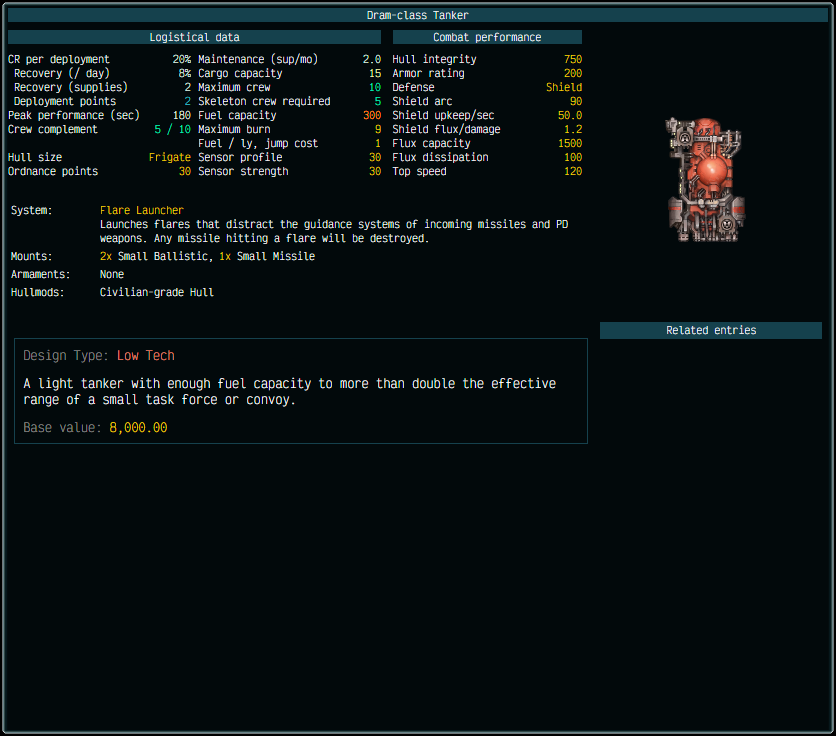 Dram-class Tanker
Logistical data Combat performance
CR per deployment 20% Maintenance (sup/mo) 2.0 Hull integrity 750
Recovery (/ day) 8% Cargo capacity 15 Armor rating 200
Recovery (supplies) 2 Maximum crew 10 Defense Shield
Deployment points 2 Skeleton crew required 5 Shield arc 90
Peak performance (sec) 180 Fuel capacity 300 Shield upkeep/sec 50.0
Crew complement 5 / 10 Maximum burn 9 Shield flux/damage 1.2
Fuel / ly, jump cost 1 Flux capacity 1500
Hull size Frigate Sensor profile 30 Flux dissipation 100
Ordnance points 30 Sensor strength 30 Top speed 120
System: Flare Launcher
Launches flares that distract the guidance systems of incoming missiles and PD
weapons. Any missile hitting a flare will be destroyed.
Mounts: 2x Small Ballistic, 1x Small Missile
Armaments: None
Hullmods: Civilian-grade Hull
Related entries
Design Type: Low Tech
A light tanker with enough fuel capacity to more than double the effective
range of a small task force or convoy.
Base value: 8,000.00